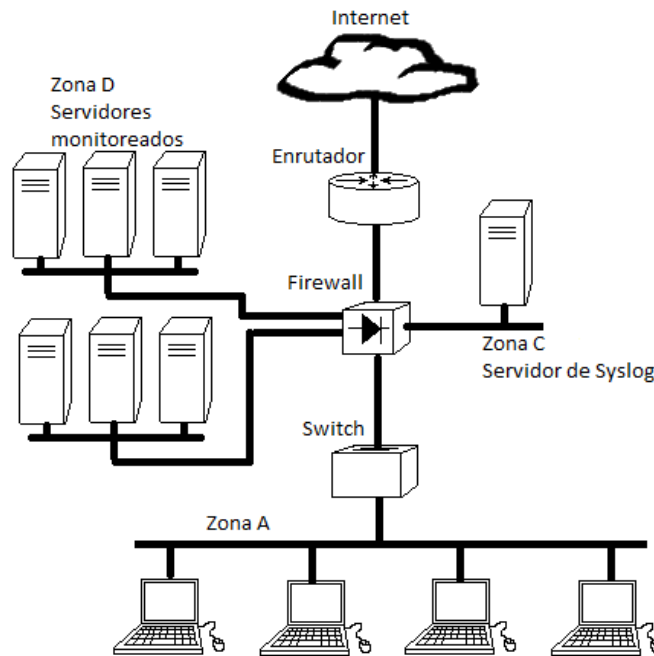 Internet
Zona D
Servidores
monitoreados
Enrutador
Firewall
Zona C
Servidor de Syslog
Switch
Zona A